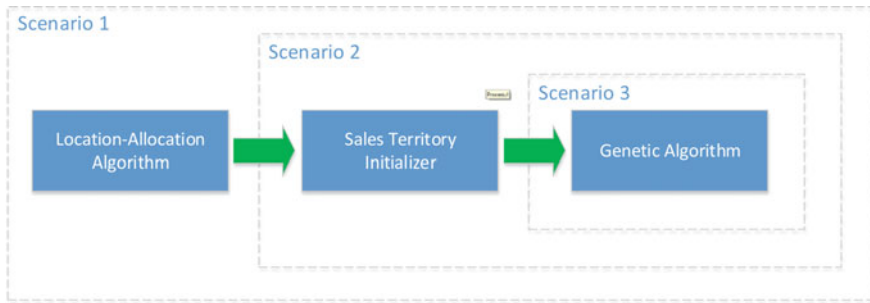 Scenario 1
Scenario 2
Scenario 3
Location-Allocation
Algorithm
Sales Territory
Initializer
Genetic Algorithm